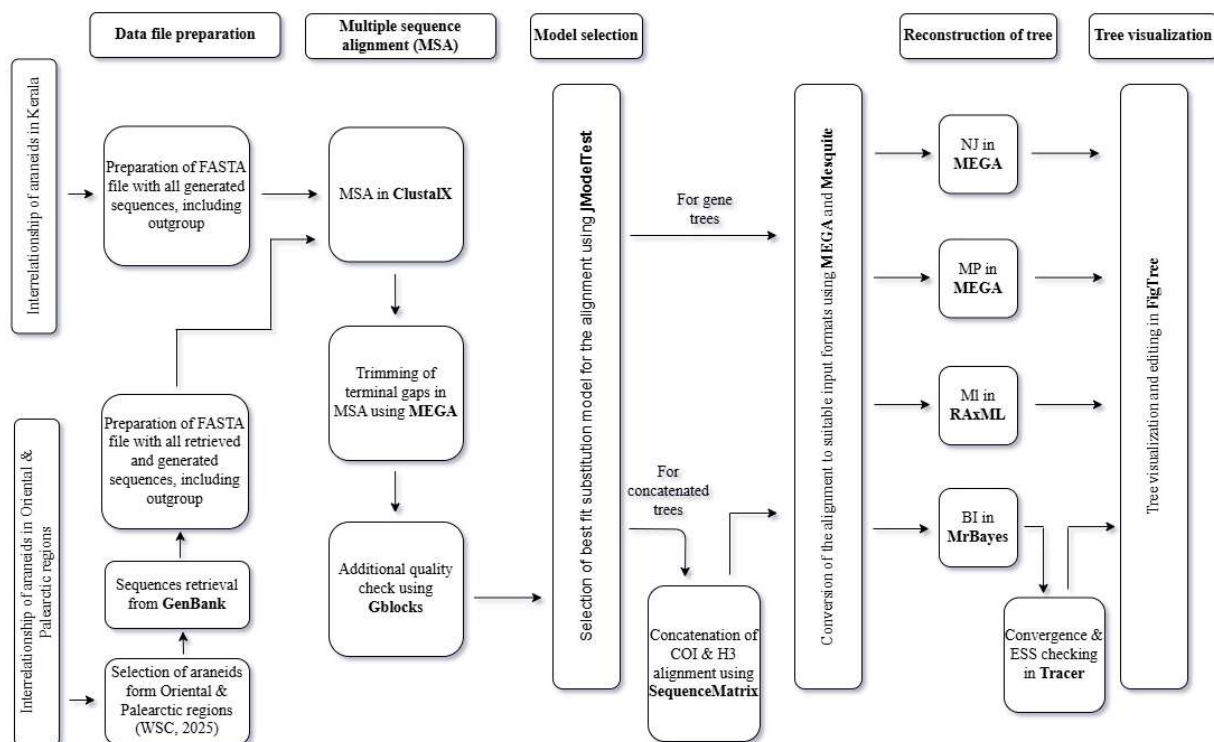 Data file preparation
Multiple sequence
alignment (MSA)
Model selection
Reconstruction of tree
Tree visualization
Interrelationship of araneids in Kerala
Preparation of FASTA
file with all generated
sequences, including
outgroup
MSA in ClustalX
Trimming of
terminal gaps in
MSA using MEGA
Additional quality
check using
Gblocks
Interrelationship of araneids in Oriental &
Palearctic regions
Preparation of FASTA
file with all retrieved
and generated
sequences, including
outgroup
Sequences retrieval
from GenBank
Selection of araneids
form Oriental &
Palearctic regions
(WSC, 2025)
Selection of best fit substitution model for the alignment using JModelTest
For gene
trees
For
concatenated
trees
Concatenation of
COI & H3
alignment using
SequenceMatrix
Conversion of the alignment to suitable input formats using MEGA and Mesquite
NJ in
MEGA
MP in
MEGA
Ml in
RAxML
BI in
MrBayes
Convergence &
ESS checking
in Tracer
Tree visualization and editing in FigTree